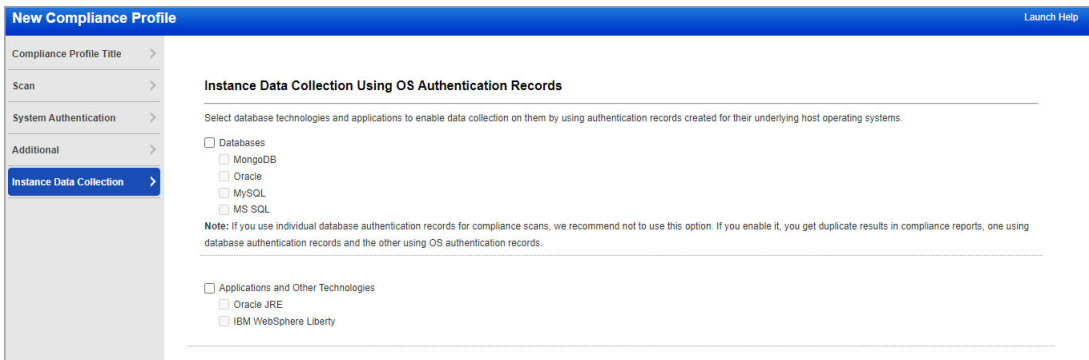 New Compliance Profile
Launch Help
Compliance Profile Title
Scan
System Authentication
Additional
Instance Data Collection
Instance Data Collection Using OS Authentication Records
Select database technologies and applications to enable data collection on them by using authentication records created for their underlying host operating systems.
Databases
MongoDB
Oracle
MySQL
MS SQL
Note: If you use individual database authentication records for compliance scans, we recommend not to use this option. If you enable it, you get duplicate results in compliance reports, one using
database authentication records and the other using OS authentication records.
Applications and Other Technologies
Oracle JRE
IBM WebSphere Liberty